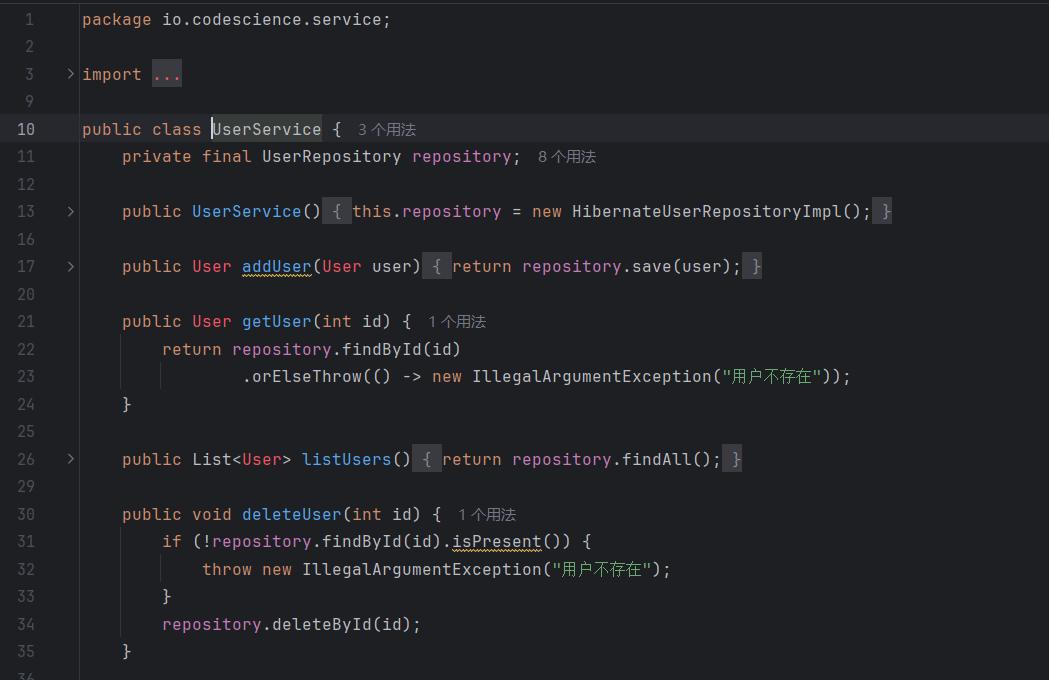 1 package io.codescience.service;
2
3 import ...
9
10 public class UserService { 3 个用法
11 private final UserRepository repository; 8 个用法
12
13 public UserService() { this.repository = new HibernateUserRepositoryImpl(); }
16
17 public User addUser(User user) { return repository.save(user); }
20
21 public User getUser(int id) { 1 个用法
22 return repository.findById(id)
23 .orElseThrow(() -> new IllegalArgumentException("用户不存在"));
24 }
25
26 public List<User> listUsers() { return repository.findAll(); }
29
30 public void deleteUser(int id) { 1 个用法
31 if (!repository.findById(id).isPresent()) {
32 throw new IllegalArgumentException("用户不存在");
33 }
34 repository.deleteById(id);
35 }
36